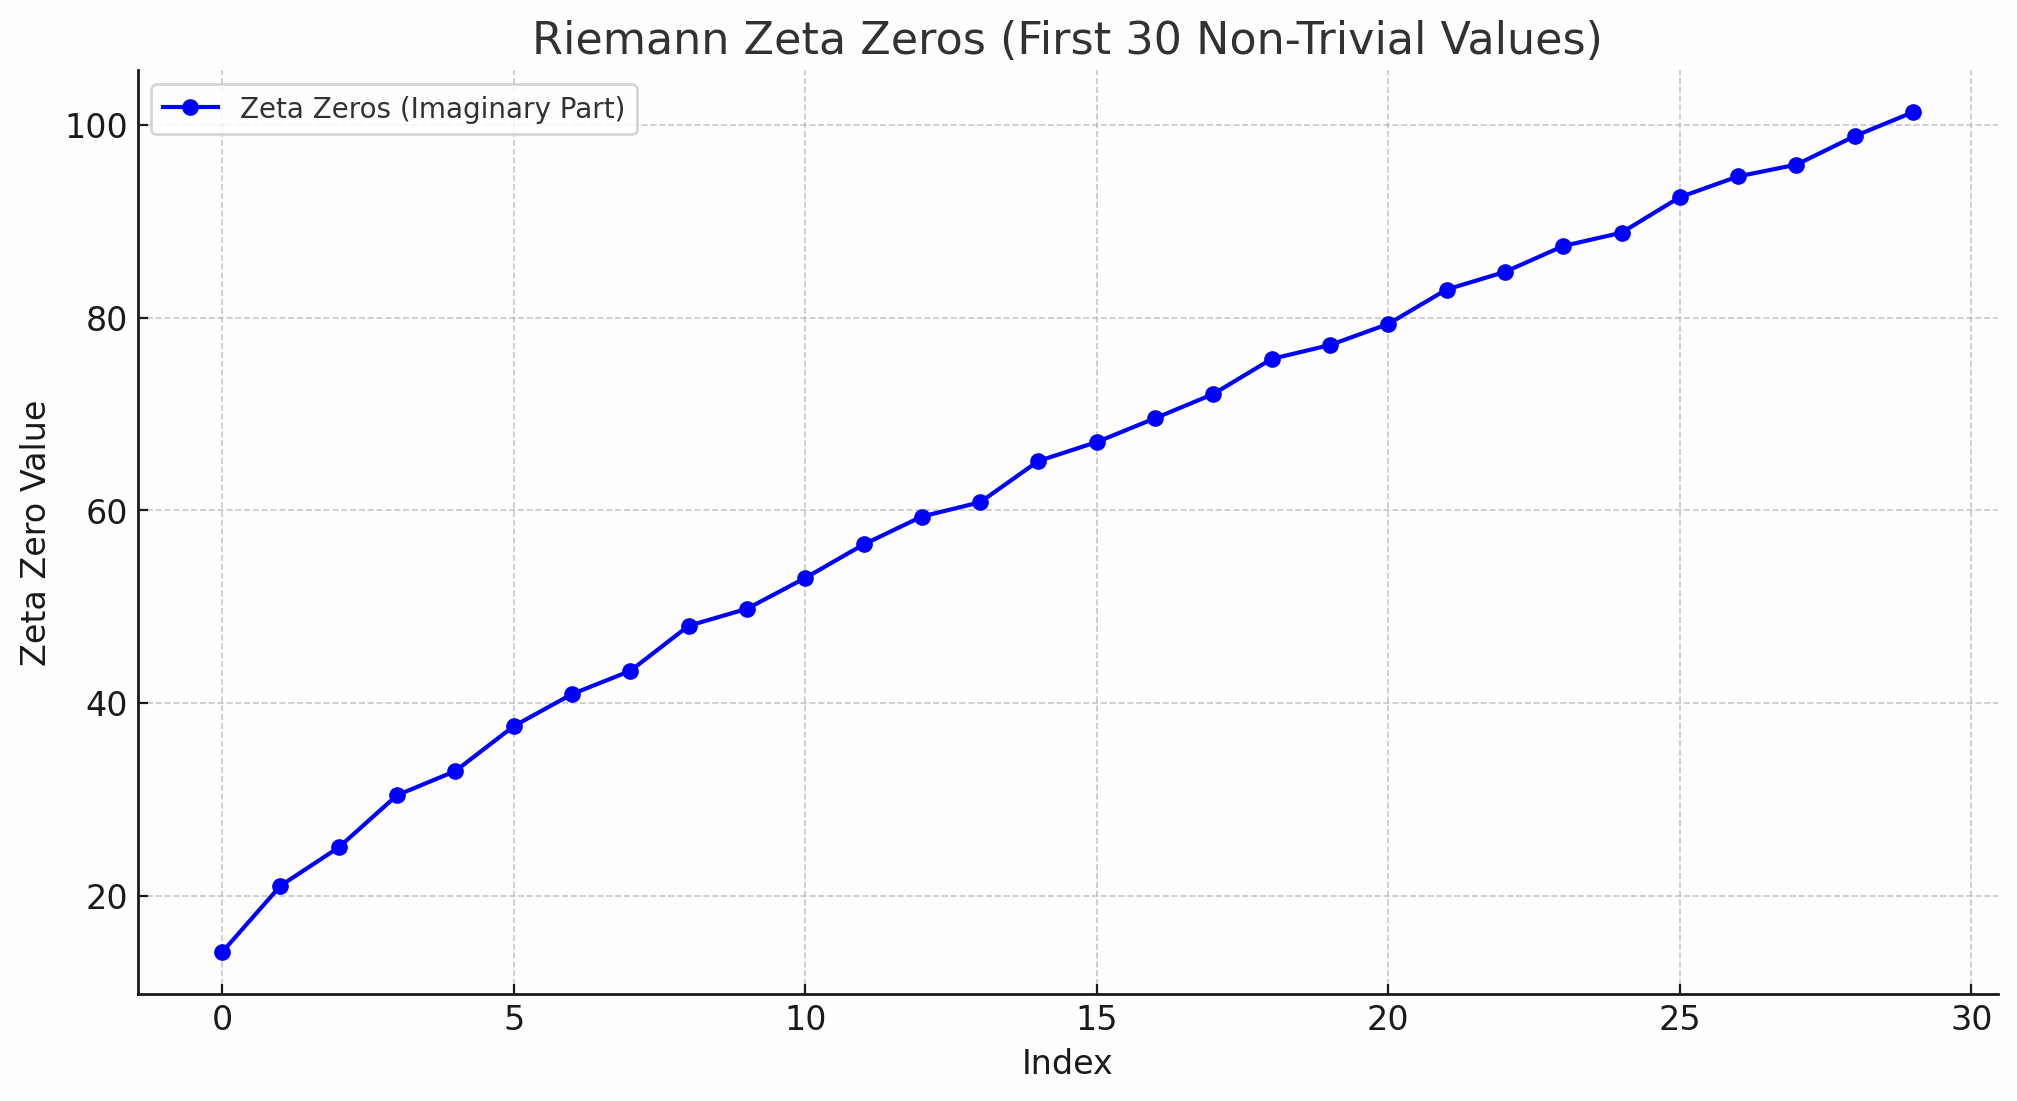 Riemann Zeta Zeros (First 30 Non-Trivial Values)
Zeta Zeros (Imaginary Part)
100
80
60
40
20
Zeta Zero Value
0 5 10 15 20 25 30
Index